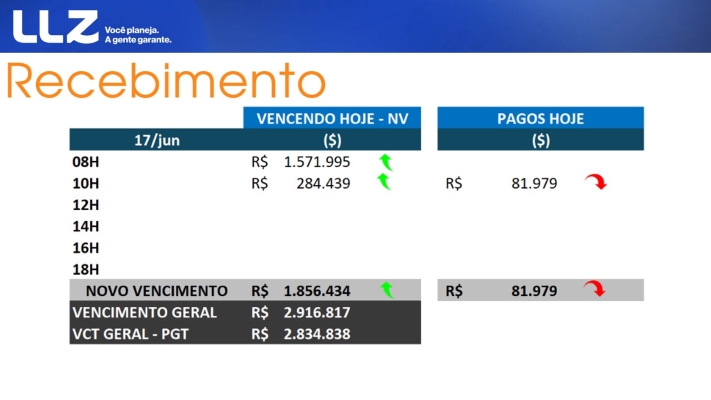 LLZ Você planeja.
A gente garante.
Recebimento
VENCENDO HOJE - NV PAGOS HOJE
17/jun ($) ($)
08H R$ 1.571.995
10H R$ 284.439 R$ 81.979
12H
14H
16H
18H
NOVO VENCIMENTO R$ 1.856.434 R$ 81.979
VENCIMENTO GERAL R$ 2.916.817
VCT GERAL - PGT R$ 2.834.838